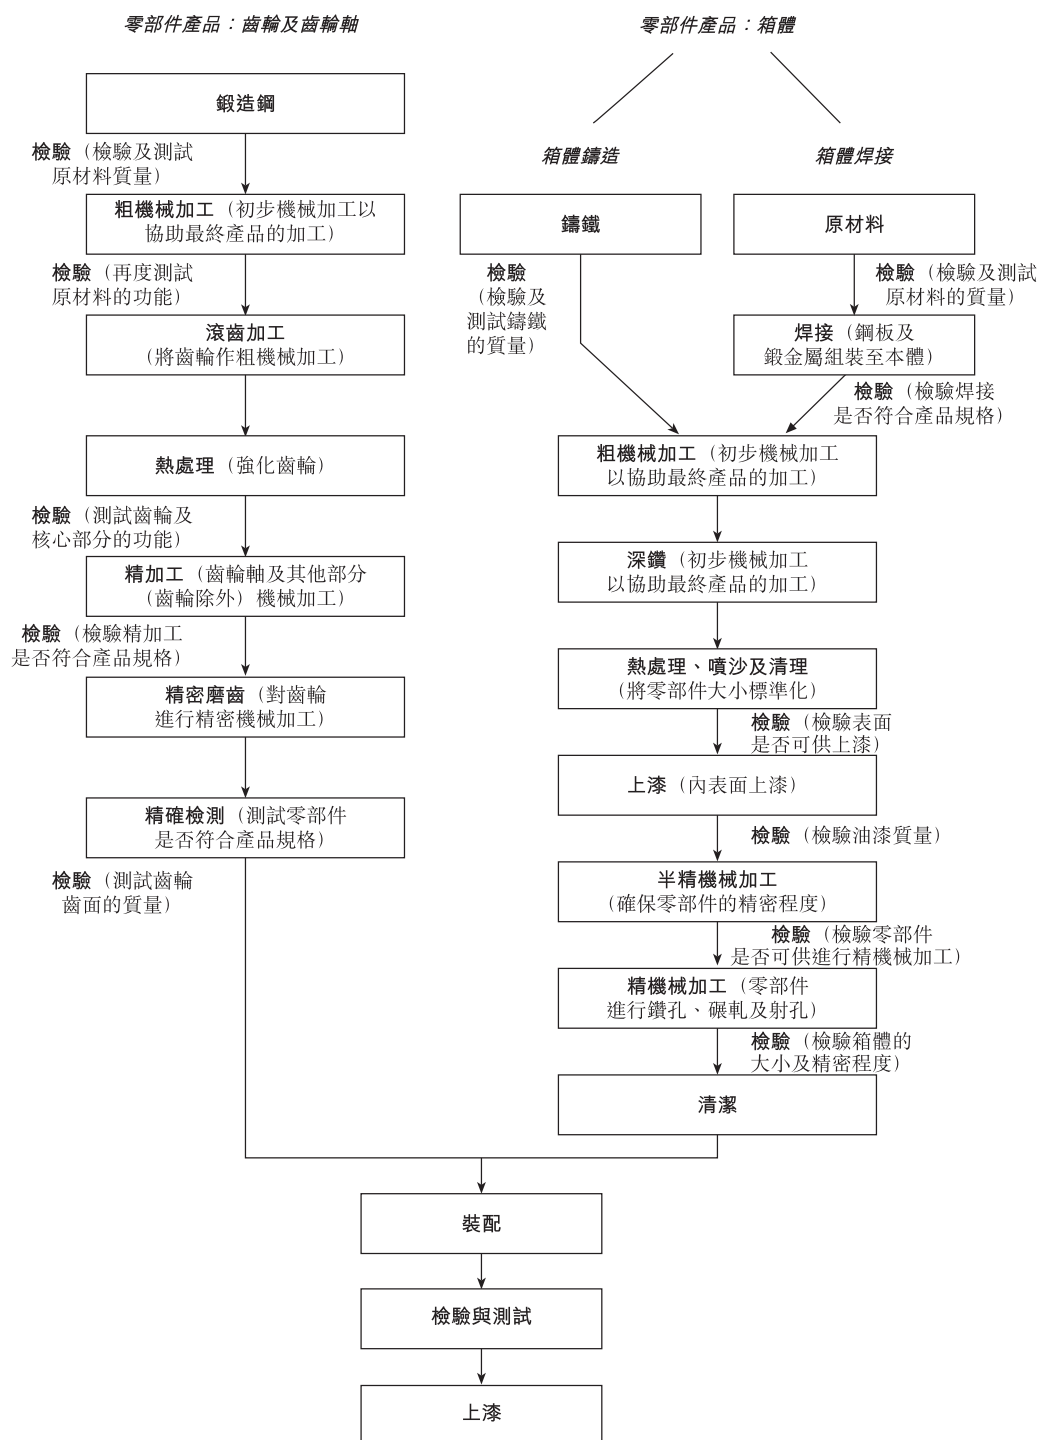 零部件產品：齒輪及齒輪軸
鍛造鋼
檢驗（檢驗及測試
原材料質量）
粗機械加工（初步機械加工以
協助最終產品的加工）
檢驗（再度測試
原材料的功能）
滾齒加工
（將齒輪作粗機械加工）
熱處理（強化齒輪）
檢驗（測試齒輪及
核心部分的功能）
精加工（齒輪軸及其他部分
（齒輪除外）機械加工）
檢驗（檢驗精加工
是否符合產品規格）
精密磨齒（對齒輪
進行精密機械加工）
精確檢測（測試零部件
是否符合產品規格）
檢驗（測試齒輪
齒面的質量）
零部件產品：箱體
箱體鑄造
鑄鐵
檢驗
（檢驗及
測試鑄鐵
的質量）
箱體焊接
原材料
檢驗（檢驗及測試
原材料的質量）
焊接（鋼板及
鍛金屬組裝至本體）
檢驗（檢驗焊接
是否符合產品規格）
粗機械加工（初步機械加工
以協助最終產品的加工）
深鑽（初步機械加工
以協助最終產品的加工）
熱處理、噴沙及清理
（將零部件大小標準化）
檢驗（檢驗表面
是否可供上漆）
上漆（內表面上漆）
檢驗（檢驗油漆質量）
半精機械加工
（確保零部件的精密程度）
檢驗（檢驗零部件
是否可供進行精機械加工）
精機械加工（零部件
進行鑽孔、碾軋及射孔）
檢驗（檢驗箱體的
大小及精密程度）
清潔
裝配
檢驗與測試
上漆